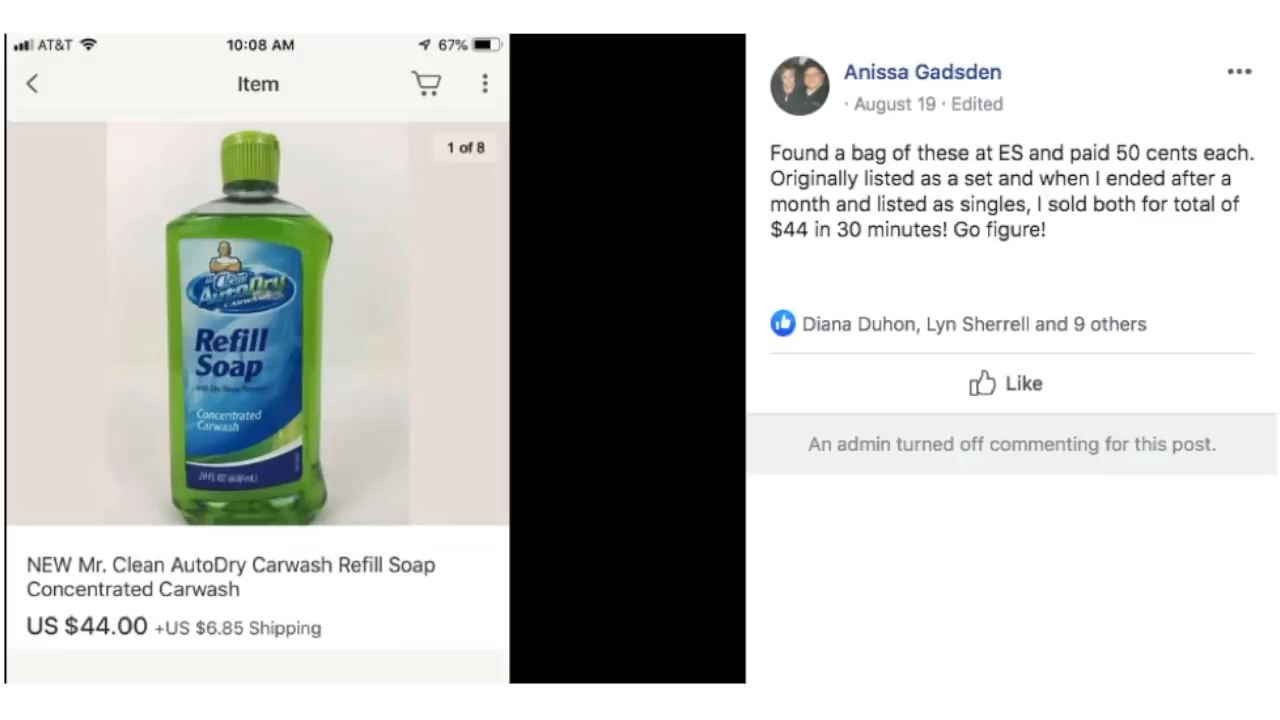 AT&T 10:08 AM 67%
Item
1 of 8
Mr. Clean
AutoDry
CARWASH
Refill
Soap
Concentrated
Carwash
NEW Mr. Clean AutoDry Carwash Refill Soap
Concentrated Carwash
US $44.00 +US $6.85 Shipping
Anissa Gadsden
· August 19 · Edited
Found a bag of these at ES and paid 50 cents each.
Originally listed as a set and when I ended after a
month and listed as singles, I sold both for total of
$44 in 30 minutes! Go figure!
Diana Duhon, Lyn Sherrell and 9 others
Like
An admin turned off commenting for this post.